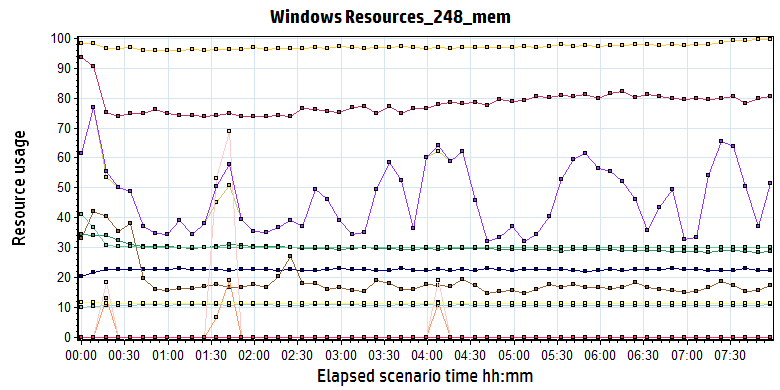 Windows Resources_248_mem
Resource usage
100
90
80
70
60
50
40
30
20
10
0
00:00 00:30 01:00 01:30 02:00 02:30 03:00 03:30 04:00 04:30 05:00 05:30 06:00 06:30 07:00 07:30
Elapsed scenario time hh:mm